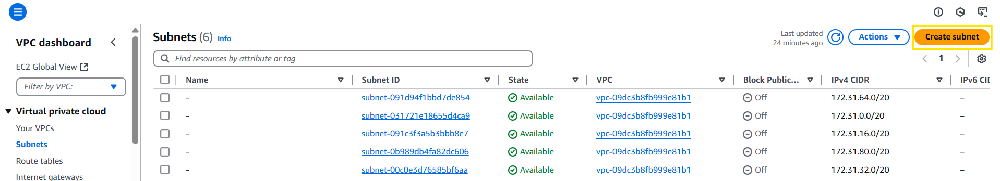 VPC dashboard
EC2 Global View
Filter by VPC:
Virtual private cloud
Your VPCs
Subnets
Route tables
Internet gateways
Subnets (6) Info
Last updated
24 minutes ago
Actions
Create subnet
Find resources by attribute or tag
1
Name Subnet ID State VPC Block Public... IPv4 CIDR IPv6 CID
– subnet-091d94f1bbd7de854 Available vpc-09dc3b8fb999e81b1 Off 172.31.64.0/20 –
– subnet-031721e18655d4ca9 Available vpc-09dc3b8fb999e81b1 Off 172.31.0.0/20 –
– subnet-091c3f3a5b3bbb8e7 Available vpc-09dc3b8fb999e81b1 Off 172.31.16.0/20 –
– subnet-0b989db4fa82dc606 Available vpc-09dc3b8fb999e81b1 Off 172.31.80.0/20 –
– subnet-00c0e3d76585bf6aa Available vpc-09dc3b8fb999e81b1 Off 172.31.32.0/20 –